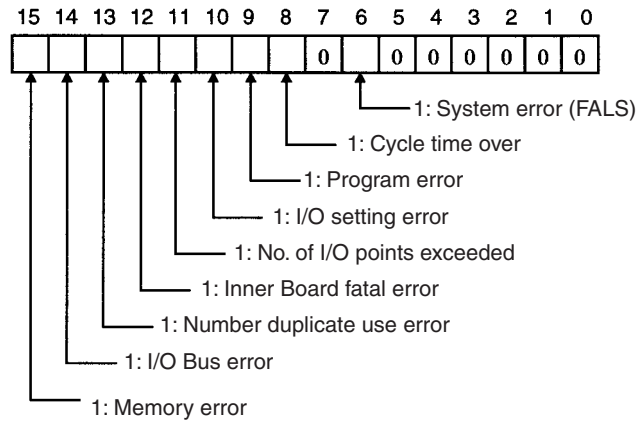 15 14 13 12 11 10 9 8 7 6 5 4 3 2 1 0
0 0 0 0 0 0 0
1: System error (FALS)
1: Cycle time over
1: Program error
1: I/O setting error
1: No. of I/O points exceeded
1: Inner Board fatal error
1: Number duplicate use error
1: I/O Bus error
1: Memory error